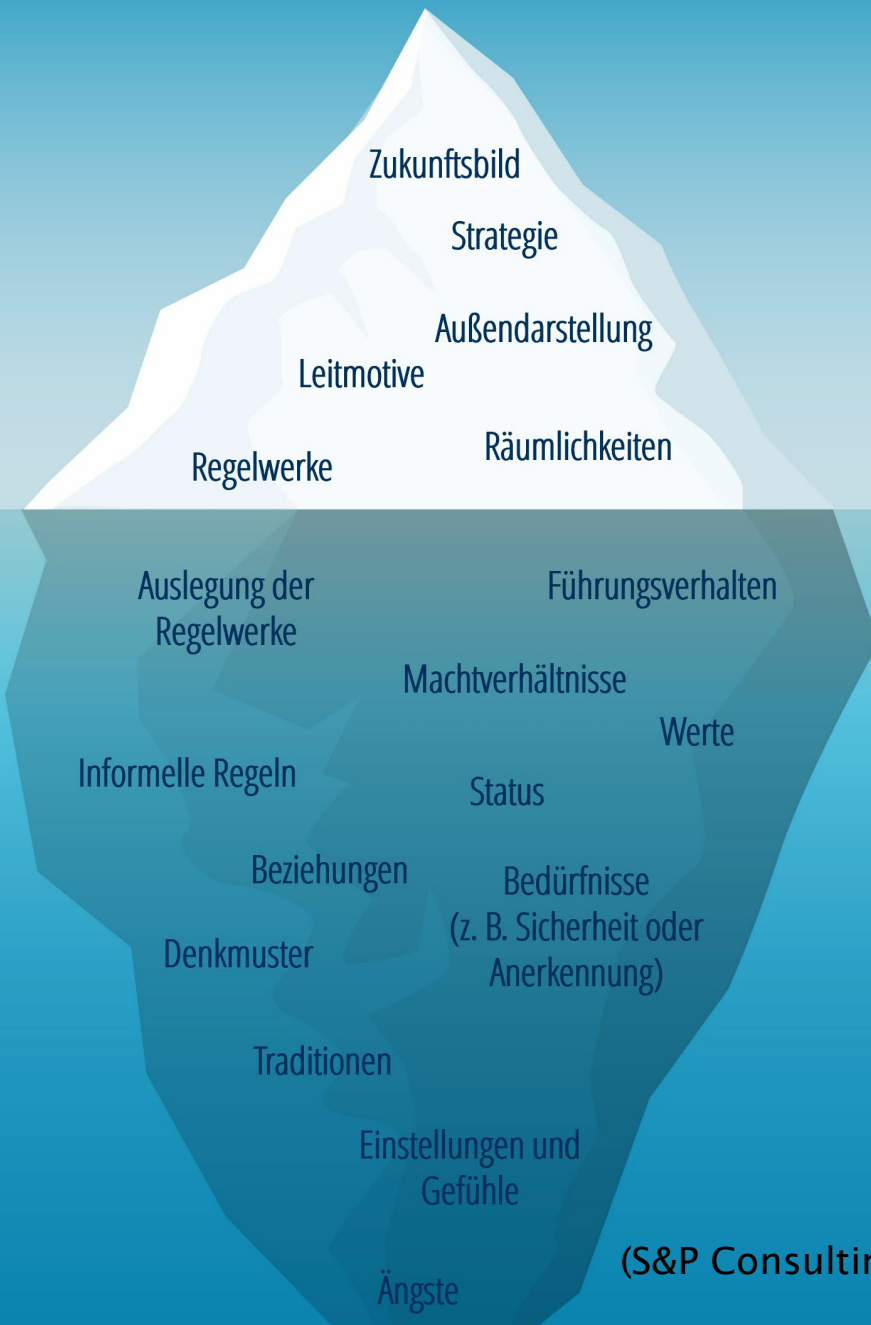 Zukunftsbild
Strategie
Außendarstellung
Leitmotive
Räumlichkeiten
Regelwerke
Auslegung der
Regelwerke
Führungsverhalten
Machtverhältnisse
Werte
Informelle Regeln
Status
Beziehungen
Bedürfnisse
(z. B. Sicherheit oder
Anerkennung)
Denkmuster
Traditionen
Einstellungen und
Gefühle
(S&P
Ängste